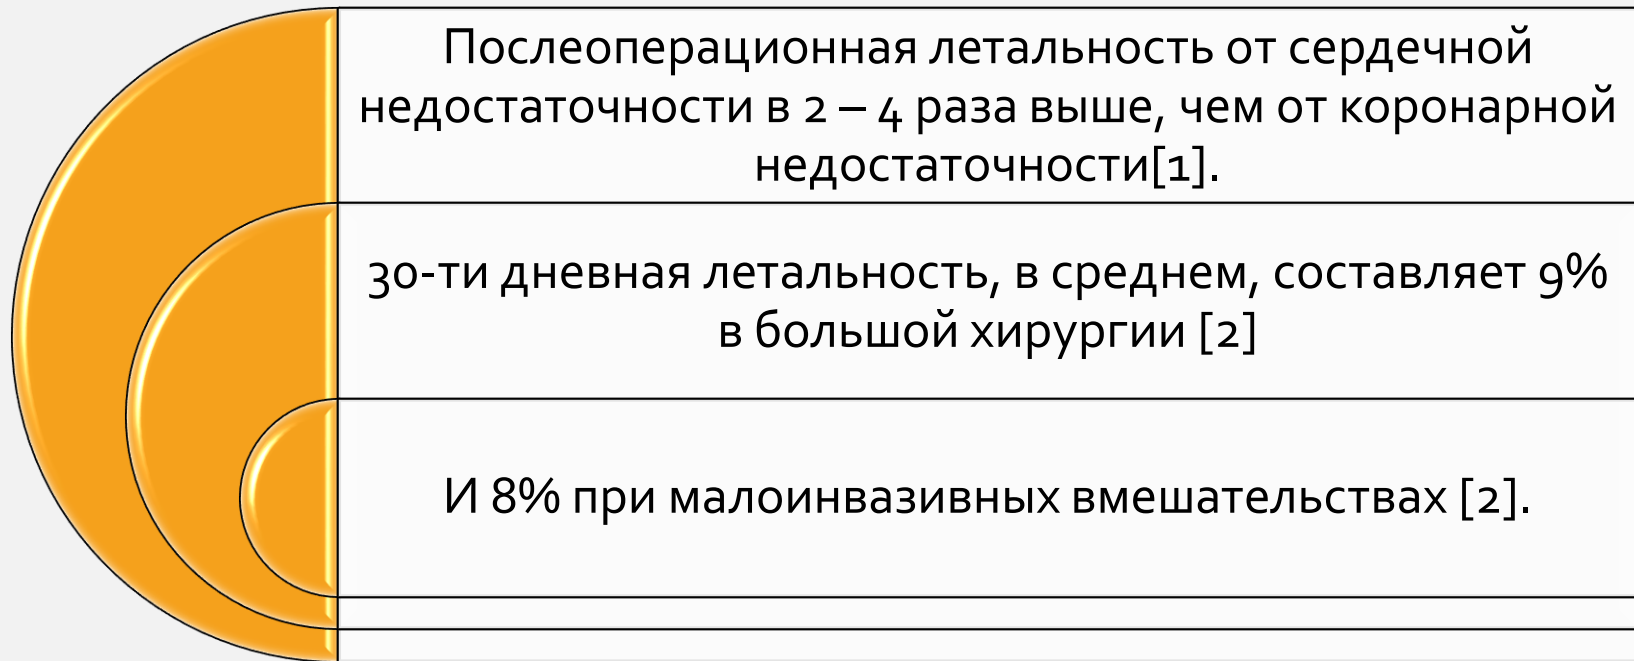 Послеоперационная летальность от сердечной
недостаточности в 2 – 4 раза выше, чем от коронарной
недостаточности[1].
30-ти дневная летальность, в среднем, составляет 9%
в большой хирургии [2]
И 8% при малоинвазивных вмешательствах [2].